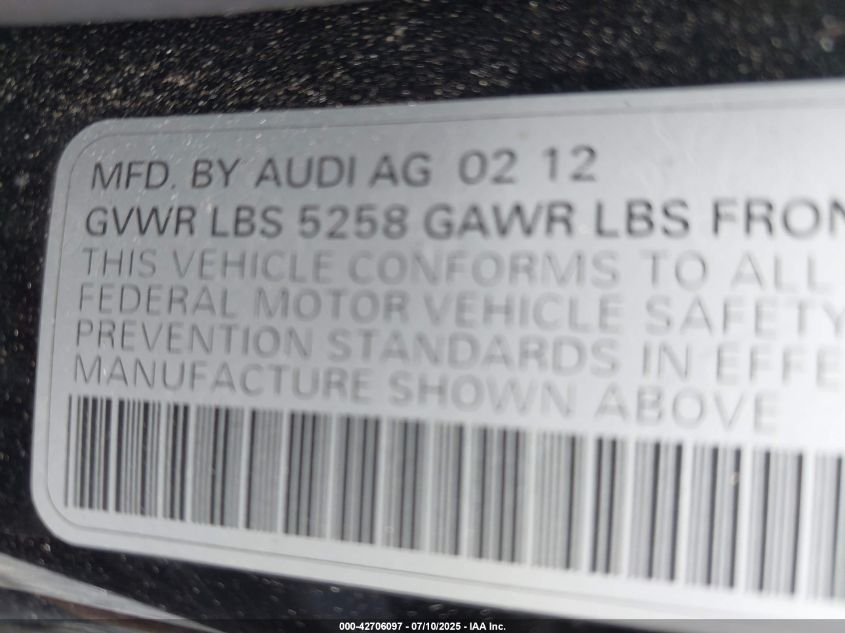 MFD. BY AUDI AG 02 12
GVWR LBS 5258 GAWR LBS FRON
THIS VEHICLE CONFORMS TO ALL
FEDERAL MOTOR VEHICLE SAFETY
PREVENTION STANDARDS IN EFFE
MANUFACTURE SHOWN ABOVE
000-42706097 - 07/10/2025 - IAA Inc.